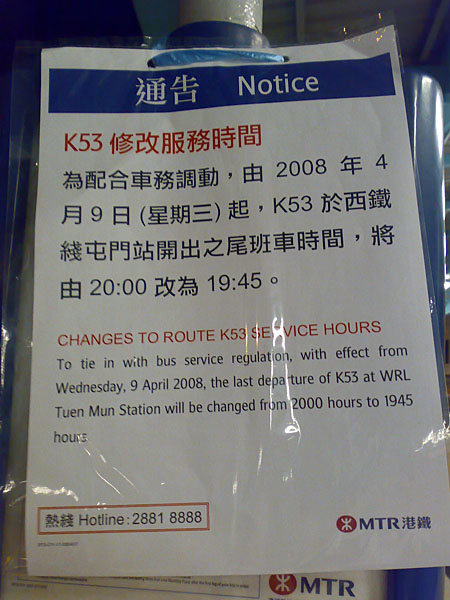 通告 Notice
K53 修改服務時間
為配合車務調動，由 2008 年 4
月 9 日 (星期三) 起，K53 於西鐵
綫屯門站開出之尾班車時間，將
由 20:00 改為 19:45。
CHANGES TO ROUTE K53 SERVICE HOURS
To tie in with bus service regulation, with effect from
Wednesday, 9 April 2008, the last departure of K53 at WRL
Tuen Mun Station will be changed from 2000 hours to 1945
hours
熱綫 Hotline : 2881 8888
MTR 港鐵
MTR